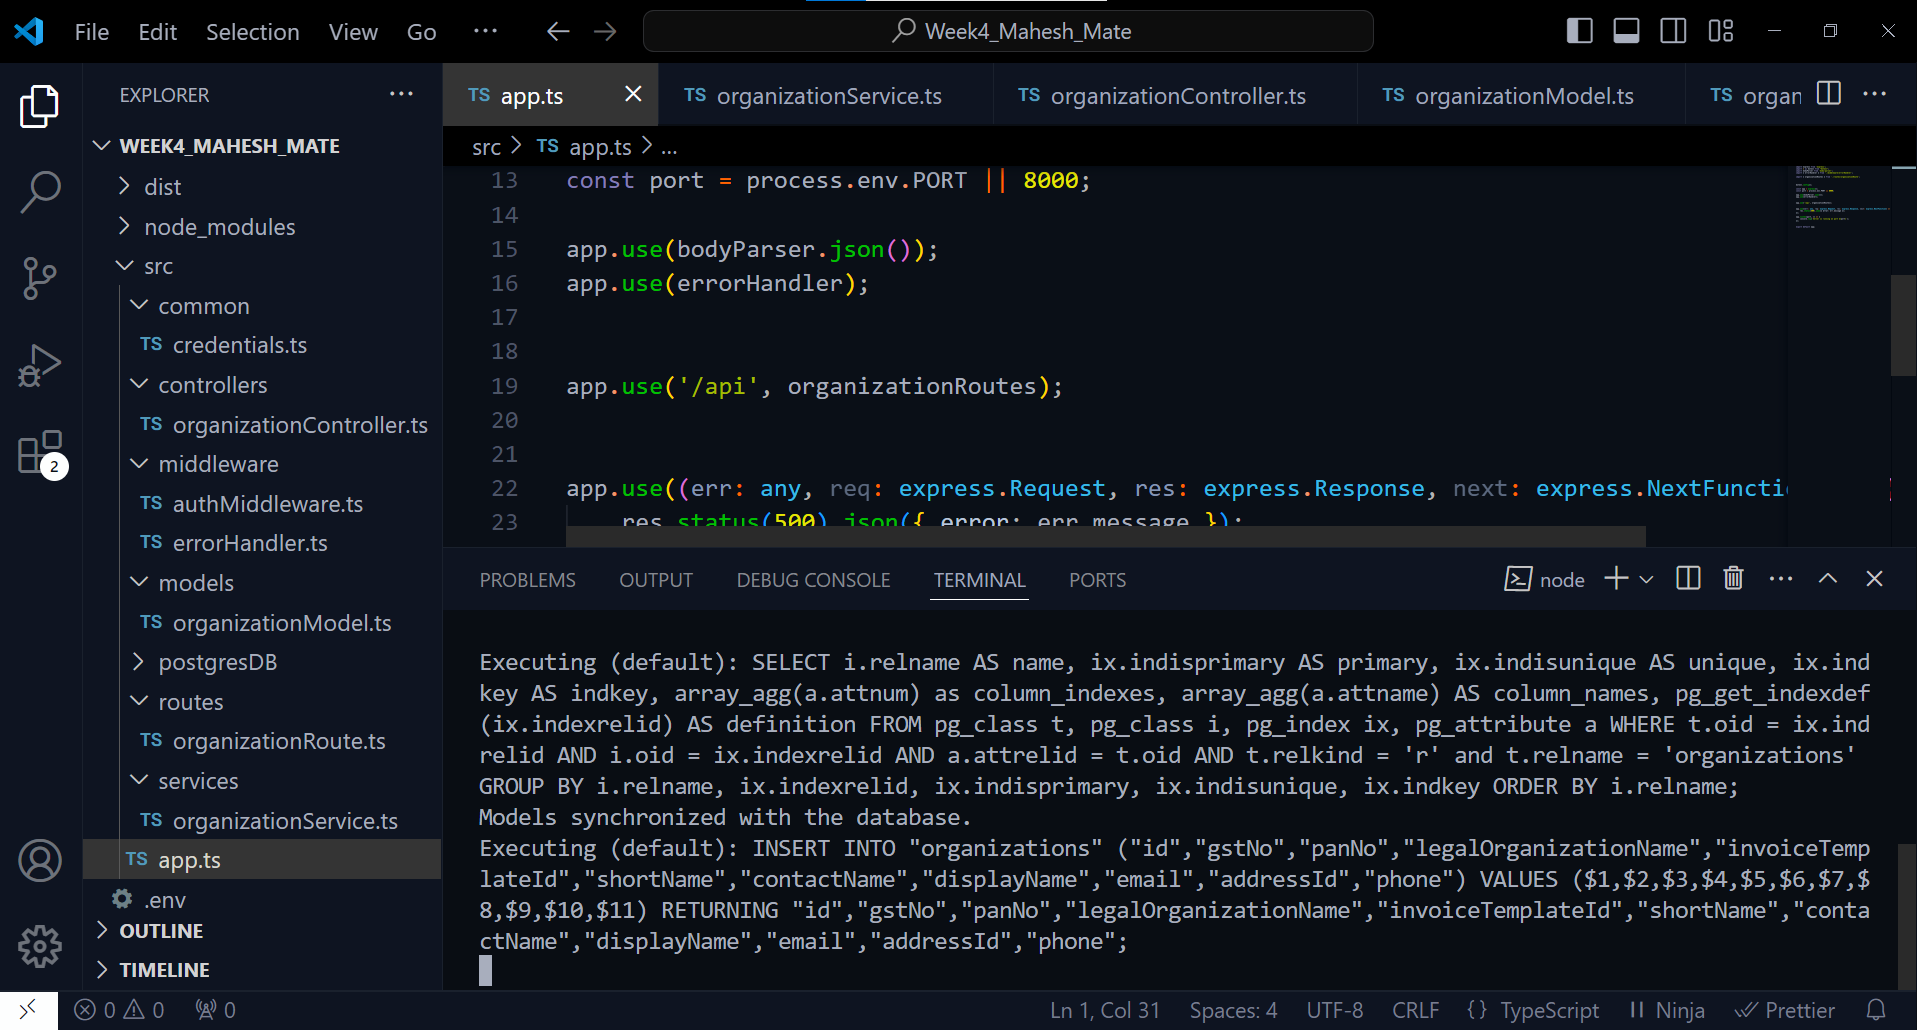 File Edit Selection View Go ...
Week4_Mahesh_Mate
EXPLORER
WEEK4_MAHESH_MATE
dist
node_modules
src
common
TS credentials.ts
controllers
TS organizationController.ts
middleware
TS authMiddleware.ts
TS errorHandler.ts
models
TS organizationModel.ts
postgresDB
routes
TS organizationRoute.ts
services
TS organizationService.ts
TS app.ts
.env
OUTLINE
TIMELINE
2
TS app.ts
TS organizationService.ts
TS organizationController.ts
TS organizationModel.ts
TS organ
src > TS app.ts > ...
13 const port = process.env.PORT || 8000;
14
15 app.use(bodyParser.json());
16 app.use(errorHandler);
17
18
19 app.use('/api', organizationRoutes);
20
21
22 app.use((err: any, req: express.Request, res: express.Response, next: express.NextFuncti
23 res.status(500).json({ error: err.message });
PROBLEMS OUTPUT DEBUG CONSOLE TERMINAL PORTS
node
Executing (default): SELECT i.relname AS name, ix.indisprimary AS primary, ix.indisunique AS unique, ix.ind
key AS indkey, array_agg(a.attnum) as column_indexes, array_agg(a.attname) AS column_names, pg_get_indexdef
(ix.indexrelid) AS definition FROM pg_class t, pg_class i, pg_index ix, pg_attribute a WHERE t.oid = ix.ind
relid AND i.oid = ix.indexrelid AND a.attrelid = t.oid AND t.relkind = 'r' and t.relname = 'organizations'
GROUP BY i.relname, ix.indexrelid, ix.indisprimary, ix.indisunique, ix.indkey ORDER BY i.relname;
Models synchronized with the database.
Executing (default): INSERT INTO "organizations" ("id","gstNo","panNo","legalOrganizationName","invoiceTemp
lateId","shortName","contactName","displayName","email","addressId","phone") VALUES ($1,$2,$3,$4,$5,$6,$7,$
8,$9,$10,$11) RETURNING "id","gstNo","panNo","legalOrganizationName","invoiceTemplateId","shortName","conta
ctName","displayName","email","addressId","phone";
0 0 0
Ln 1, Col 31 Spaces: 4 UTF-8 CRLF {} TypeScript Ninja Prettier